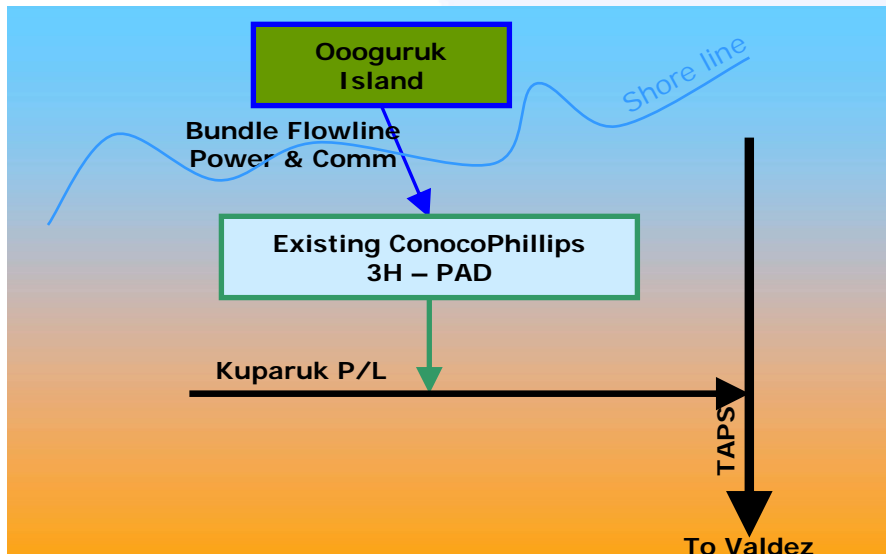 Oooguruk
Island
Shore line
Bundle Flowline
Power & Comm
Existing ConocoPhillips
3H – PAD
Kuparuk P/L
TAPS
To Valdez